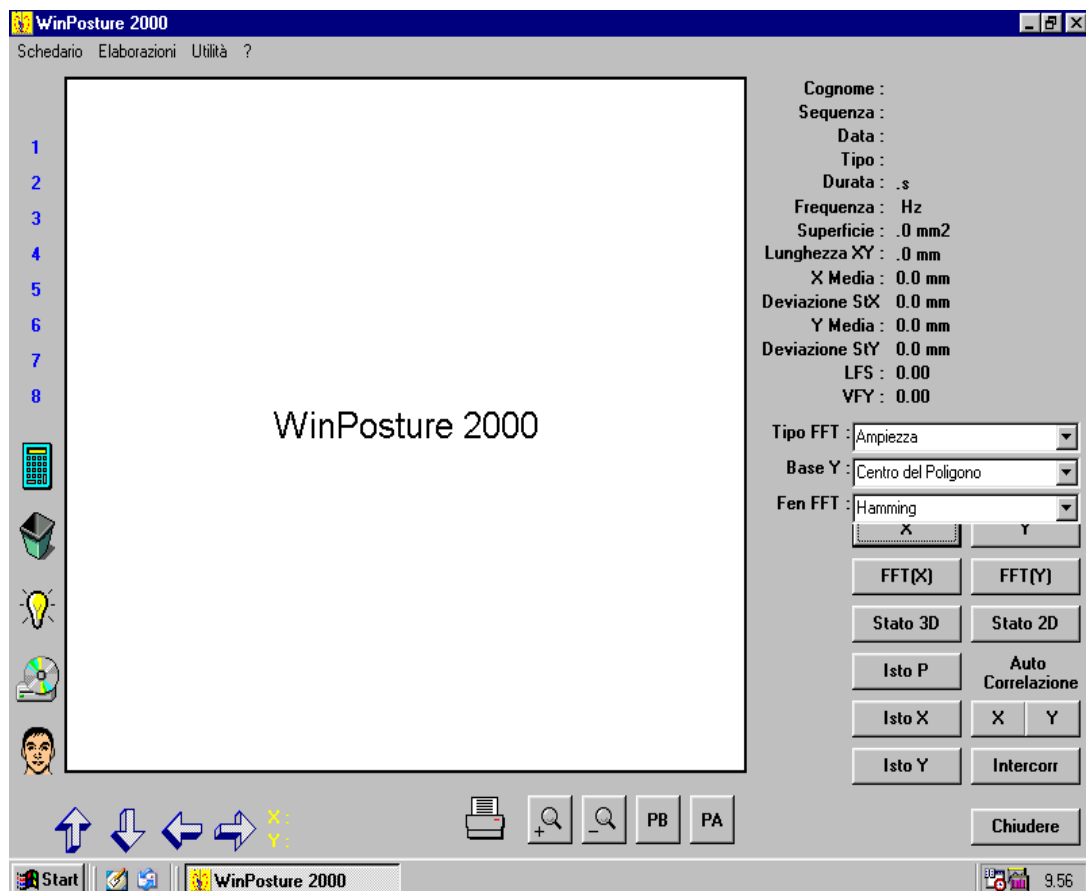 WinPosture 2000
Schedario Elaborazioni Utilità ?
1
2
3
4
5
6
7
8
WinPosture 2000
Cognome :
Sequenza :
Data :
Tipo :
Durata : .s
Frequenza : Hz
Superficie : .0 mm2
Lunghezza XY : .0 mm
X Media : 0.0 mm
Deviazione StX 0.0 mm
Y Media : 0.0 mm
Deviazione StY 0.0 mm
LFS : 0.00
VFY : 0.00
Tipo FFT : Ampiezza
Base Y : Centro del Poligono
Fen FFT : Hamming
X Y
FFT(X) FFT(Y)
Stato 3D Stato 2D
Isto P Auto Correlazione
Isto X X Y
Isto Y Intercorr
X :
Y :
PB PA
Chiudere
Start WinPosture 2000 9.56